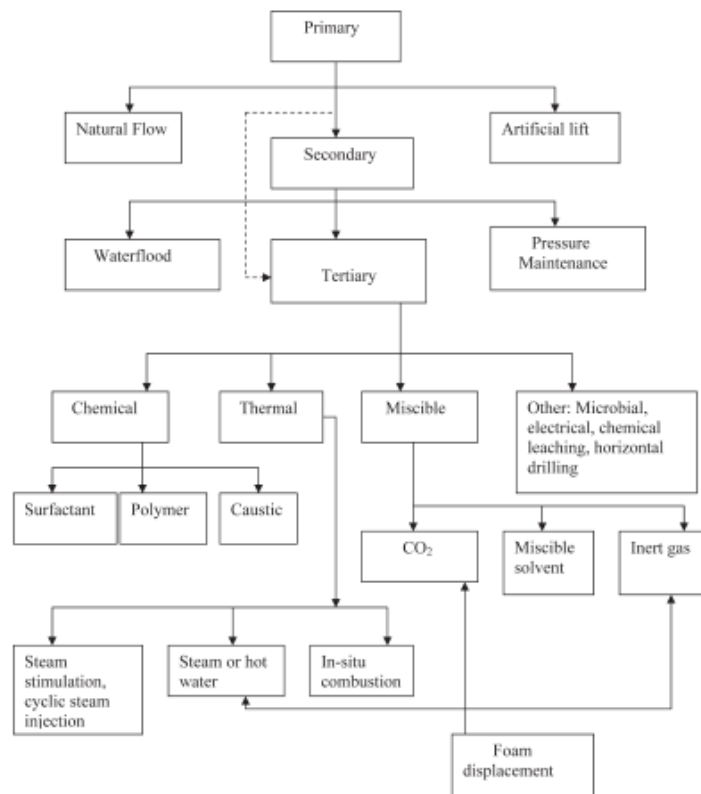 Primary
Natural Flow
Artificial lift
Secondary
Waterflood
Pressure
Maintenance
Tertiary
Chemical
Thermal
Miscible
Other: Microbial,
electrical, chemical
leaching, horizontal
drilling
Surfactant
Polymer
Caustic
CO₂
Miscible
solvent
Inert gas
Steam
stimulation,
cyclic steam
injection
Steam or hot
water
In-situ
combustion
Foam
displacement